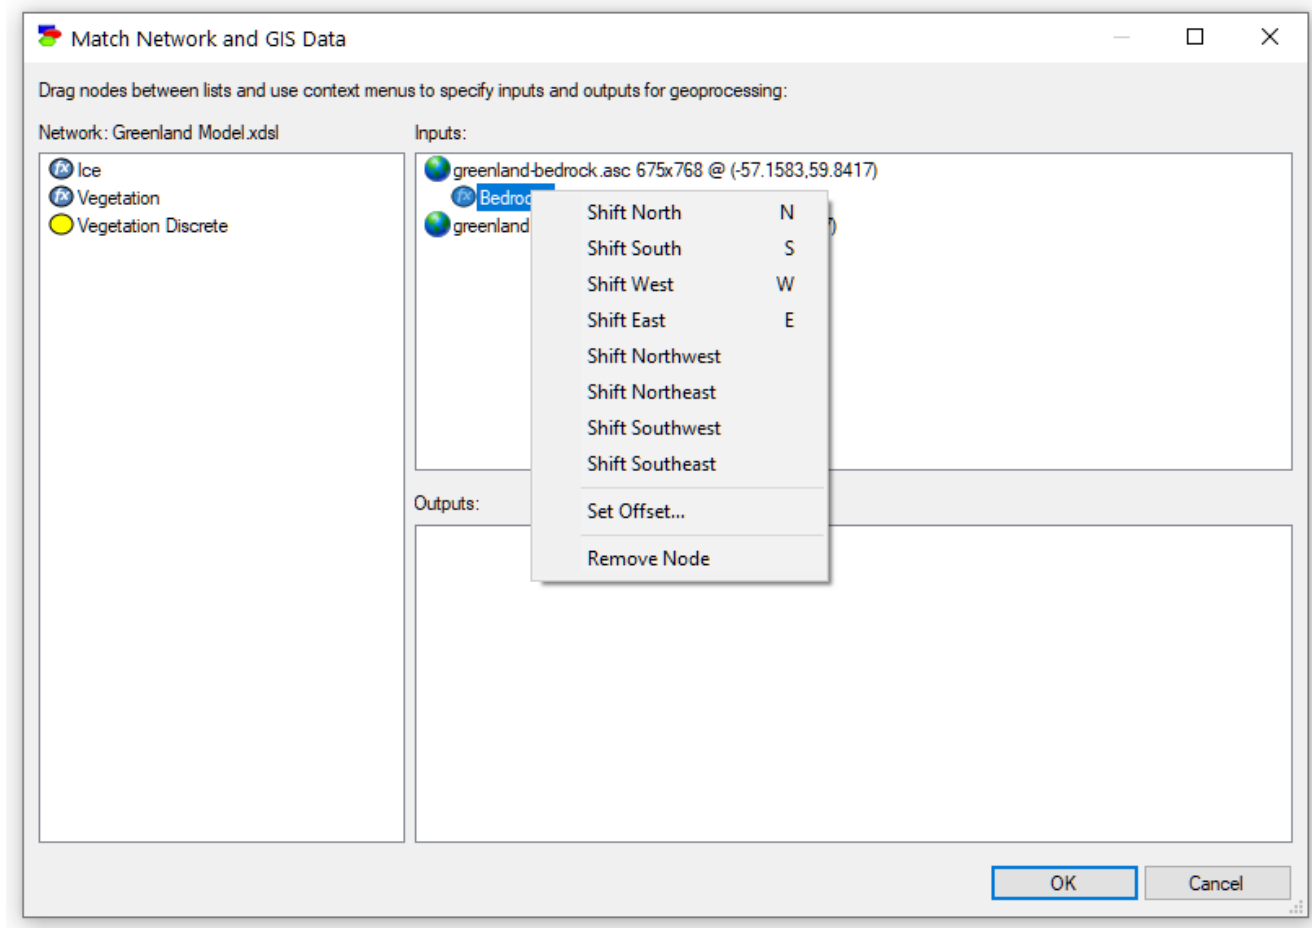 Match Network and GIS Data
Drag nodes between lists and use context menus to specify inputs and outputs for geoprocessing:
Network: Greenland Model.xdsl
Inputs:
fx Ice
fx Vegetation
Vegetation Discrete
greenland-bedrock.asc 675x768 @ (-57.1583,59.8417)
fx
greenland
Shift North N
Shift South S
Shift West W
Shift East E
Shift Northwest
Shift Northeast
Shift Southwest
Shift Southeast
Set Offset...
Remove Node
Outputs:
OK
Cancel